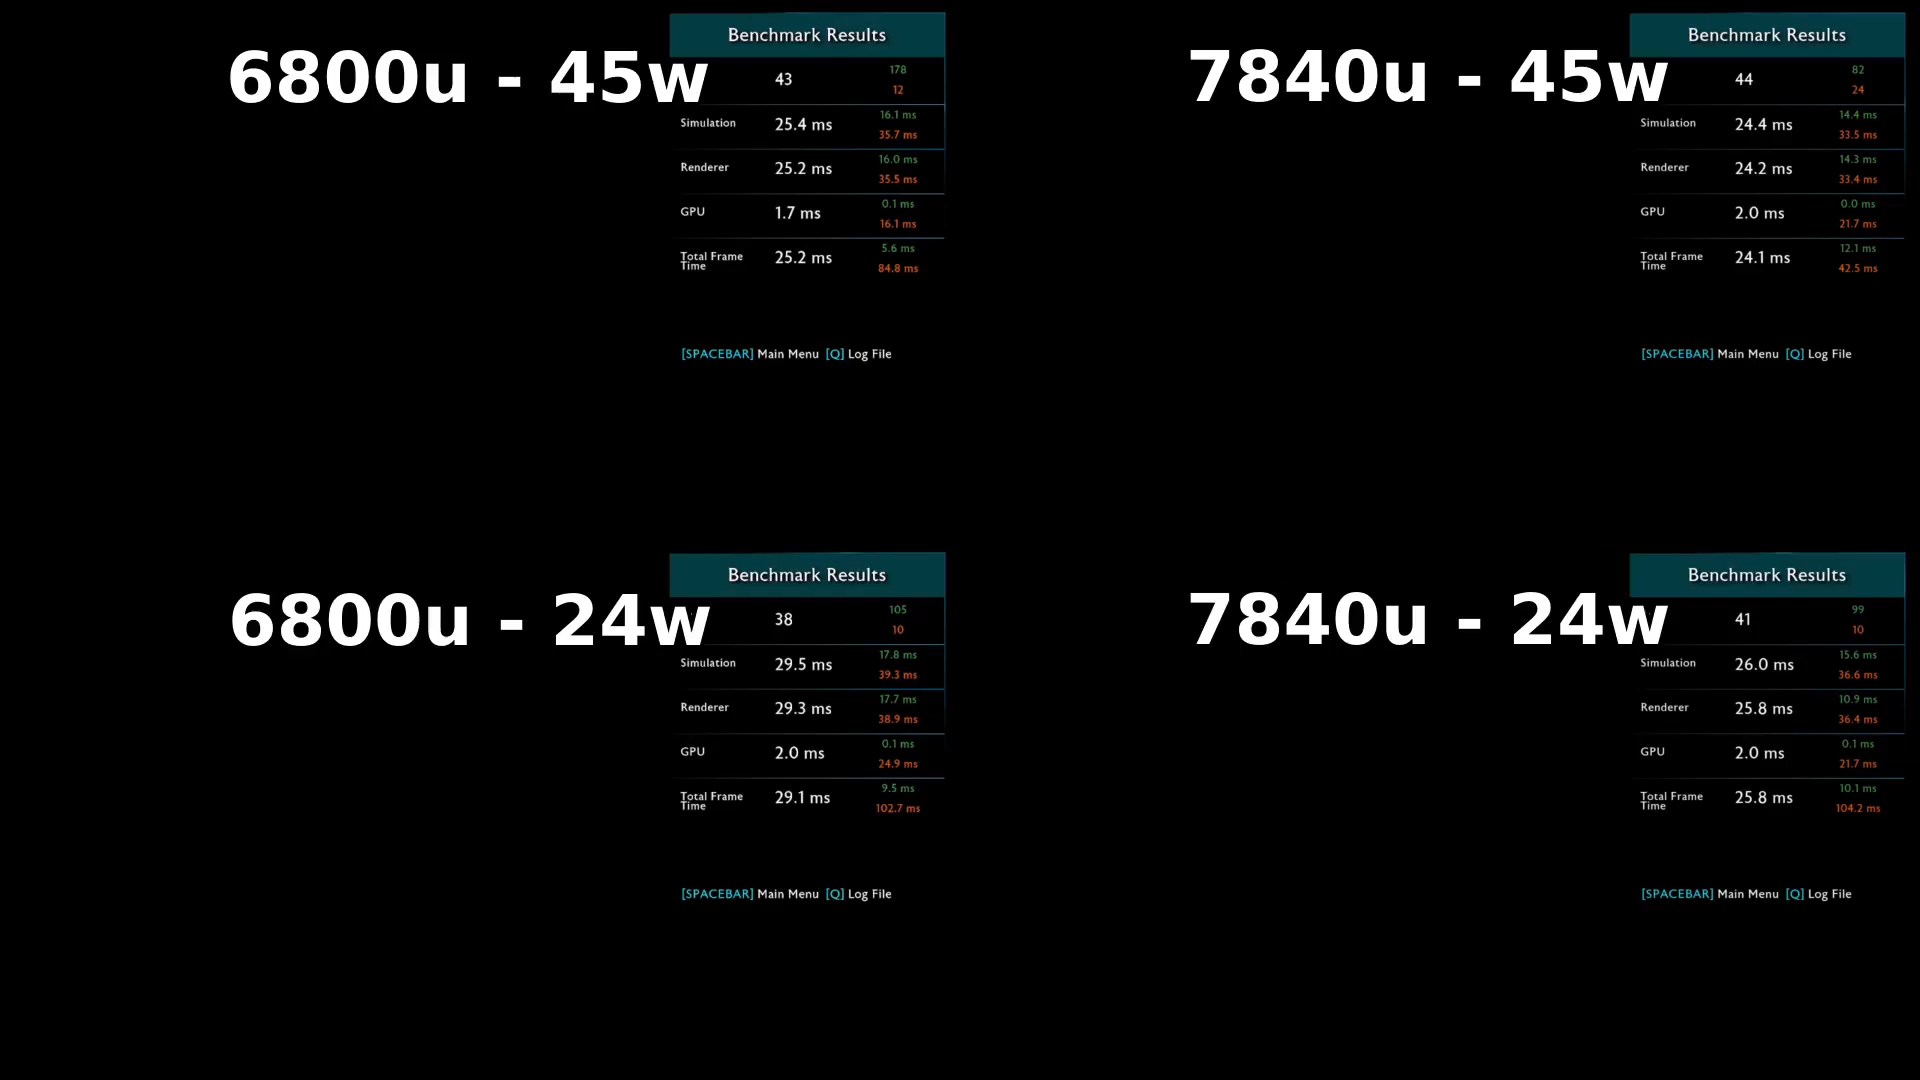 Benchmark Results
6800u - 45w
43 178
12
Simulation 25.4 ms 16.1 ms
35.7 ms
Renderer 25.2 ms 16.0 ms
35.5 ms
GPU 1.7 ms 0.1 ms
16.1 ms
Total Frame Time 25.2 ms 5.6 ms
84.8 ms
[SPACEBAR] Main Menu [Q] Log File
Benchmark Results
7840u - 45w
44 82
24
Simulation 24.4 ms 14.4 ms
33.5 ms
Renderer 24.2 ms 14.3 ms
33.4 ms
GPU 2.0 ms 0.0 ms
21.7 ms
Total Frame Time 24.1 ms 12.1 ms
42.5 ms
[SPACEBAR] Main Menu [Q] Log File
Benchmark Results
6800u - 24w
38 105
10
Simulation 29.5 ms 17.8 ms
39.3 ms
Renderer 29.3 ms 17.7 ms
38.9 ms
GPU 2.0 ms 0.1 ms
24.9 ms
Total Frame Time 29.1 ms 9.5 ms
102.7 ms
[SPACEBAR] Main Menu [Q] Log File
Benchmark Results
7840u - 24w
41 99
10
Simulation 26.0 ms 15.6 ms
36.6 ms
Renderer 25.8 ms 10.9 ms
36.4 ms
GPU 2.0 ms 0.1 ms
21.7 ms
Total Frame Time 25.8 ms 10.1 ms
104.2 ms
[SPACEBAR] Main Menu [Q] Log File